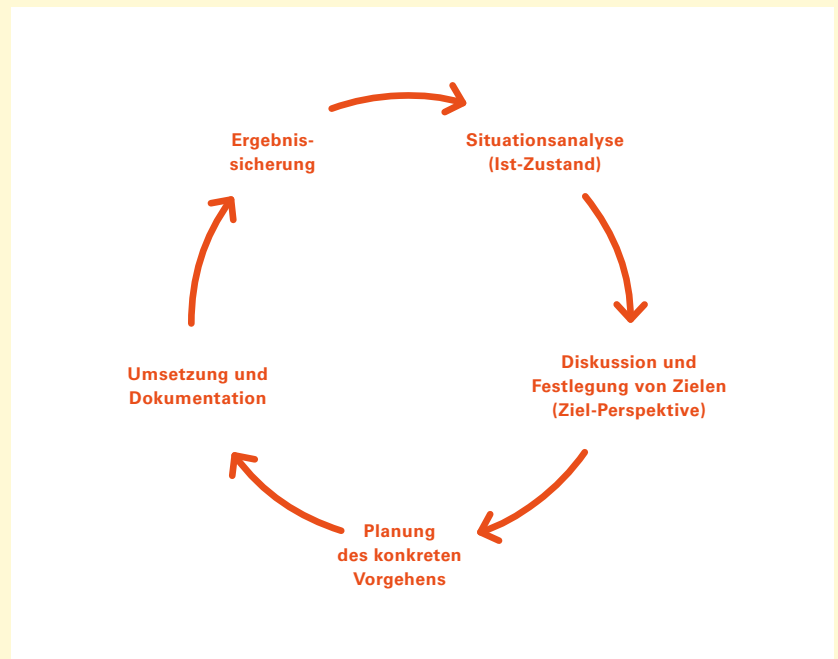 Ergebnis-
sicherung
Situationsanalyse
(Ist-Zustand)
Diskussion und
Festlegung von Zielen
(Ziel-Perspektive)
Planung
des konkreten
Vorgehens
Umsetzung und
Dokumentation